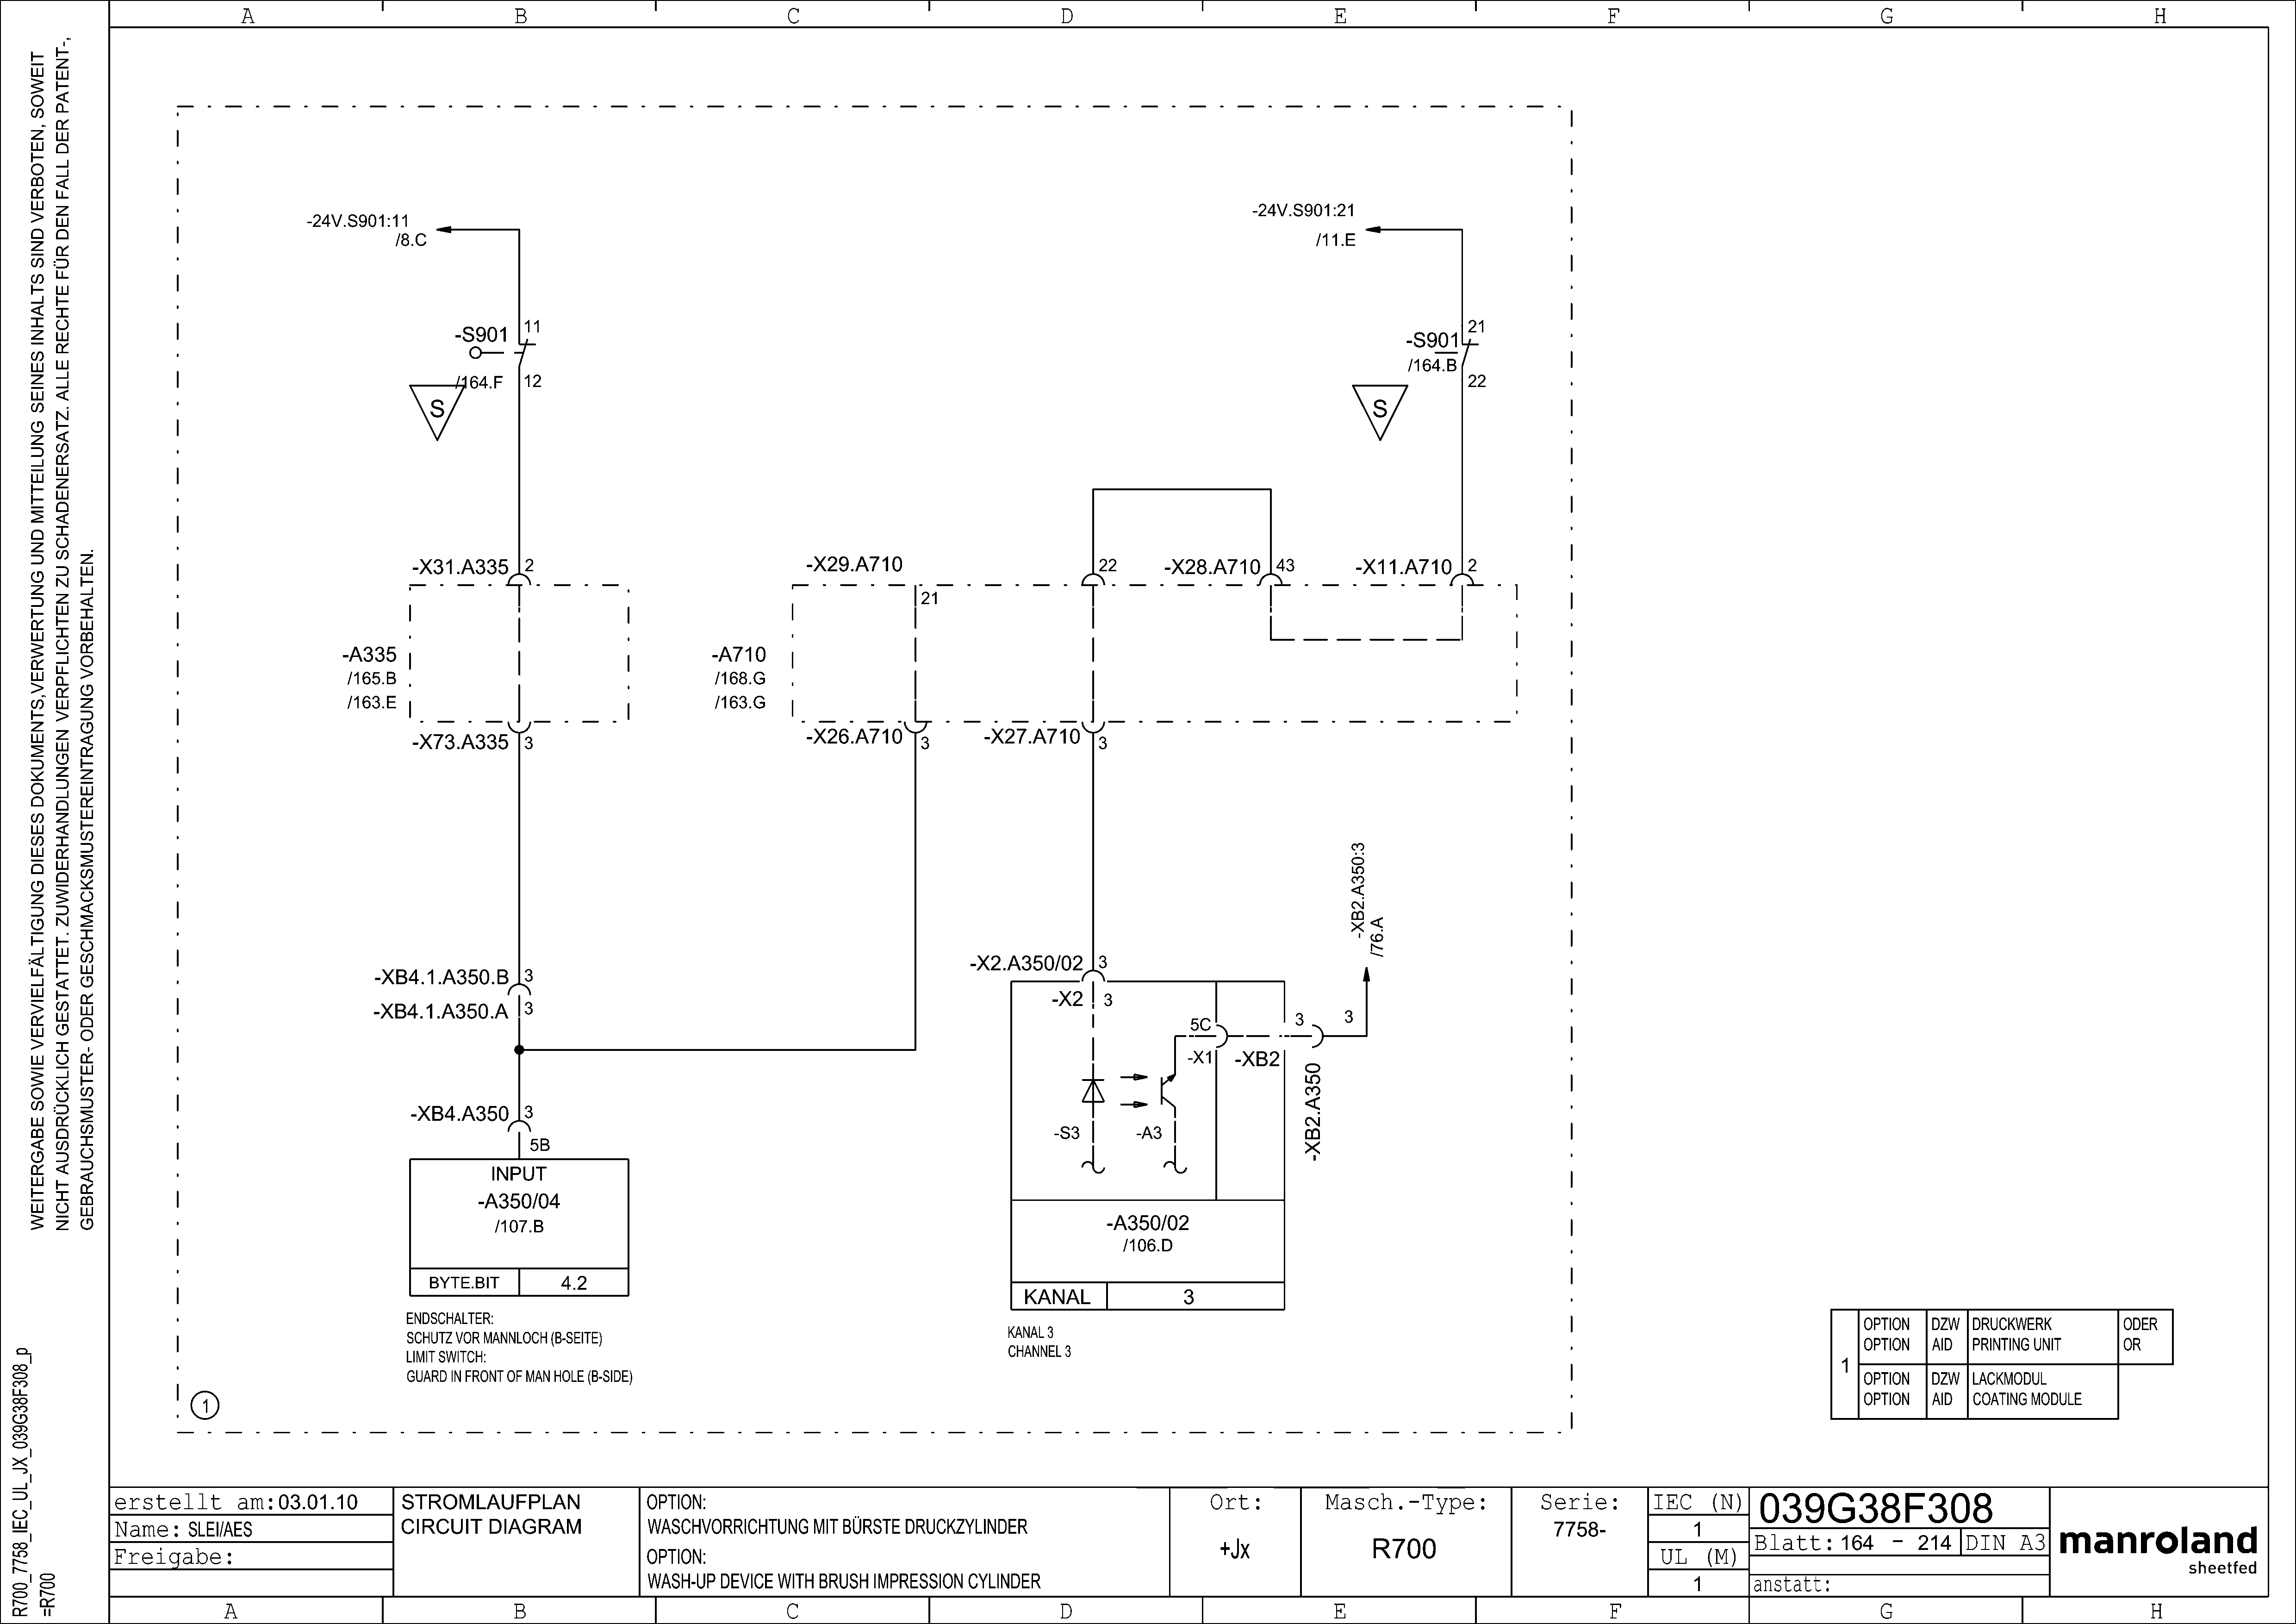 A B C D E F G H
WEITERGABE SOWIE VERVIELFÄLTIGUNG DIESES DOKUMENTS,VERWERTUNG UND MITTEILUNG SEINES INHALTS SIND VERBOTEN, SOWEIT
NICHT AUSDRÜCKLICH GESTATTET. ZUWIDERHANDLUNGEN VERPFLICHTEN ZU SCHADENERSATZ. ALLE RECHTE FÜR DEN FALL DER PATENT-,
GEBRAUCHSMUSTER- ODER GESCHMACKSMUSTEREINTRAGUNG VORBEHALTEN.
R700_7758_IEC_UL_JX_039G38F308_p
=R700
-24V.S901:11
/8.C
-24V.S901:21
/11.E
-S901
11
/164.F
12
S
-S901
21
/164.B
22
S
-X31.A335 2
-X29.A710
22
-X28.A710 43
-X11.A710 2
21
-A335
/165.B
/163.E
-A710
/168.G
/163.G
-X73.A335 3
-X26.A710 3
-X27.A710 3
-XB2.A350:3
/76.A
-XB4.1.A350.B 3
-XB4.1.A350.A 3
-X2.A350/02 3
-X2 3
5C
-X1
-XB2
3
3
-XB2.A350
-S3
-A3
-XB4.A350 3
5B
INPUT
-A350/04
/107.B
BYTE.BIT 4.2
-A350/02
/106.D
KANAL 3
ENDSCHALTER:
SCHUTZ VOR MANNLOCH (B-SEITE)
LIMIT SWITCH:
GUARD IN FRONT OF MAN HOLE (B-SIDE)
KANAL 3
CHANNEL 3
1
1
OPTION DZW DRUCKWERK ODER
OPTION AID PRINTING UNIT OR
OPTION DZW LACKMODUL
OPTION AID COATING MODULE
erstellt am: 03.01.10
Name: SLEI/AES
Freigabe:
STROMLAUFPLAN
CIRCUIT DIAGRAM
OPTION:
WASCHVORRICHTUNG MIT BÜRSTE DRUCKZYLINDER
OPTION:
WASH-UP DEVICE WITH BRUSH IMPRESSION CYLINDER
Ort:
+Jx
Masch.-Type:
R700
Serie:
7758-
IEC (N)
1
UL (M)
1
039G38F308
Blatt: 164 - 214 DIN A3
anstatt:
manroland
sheetfed
A B C D E F G H